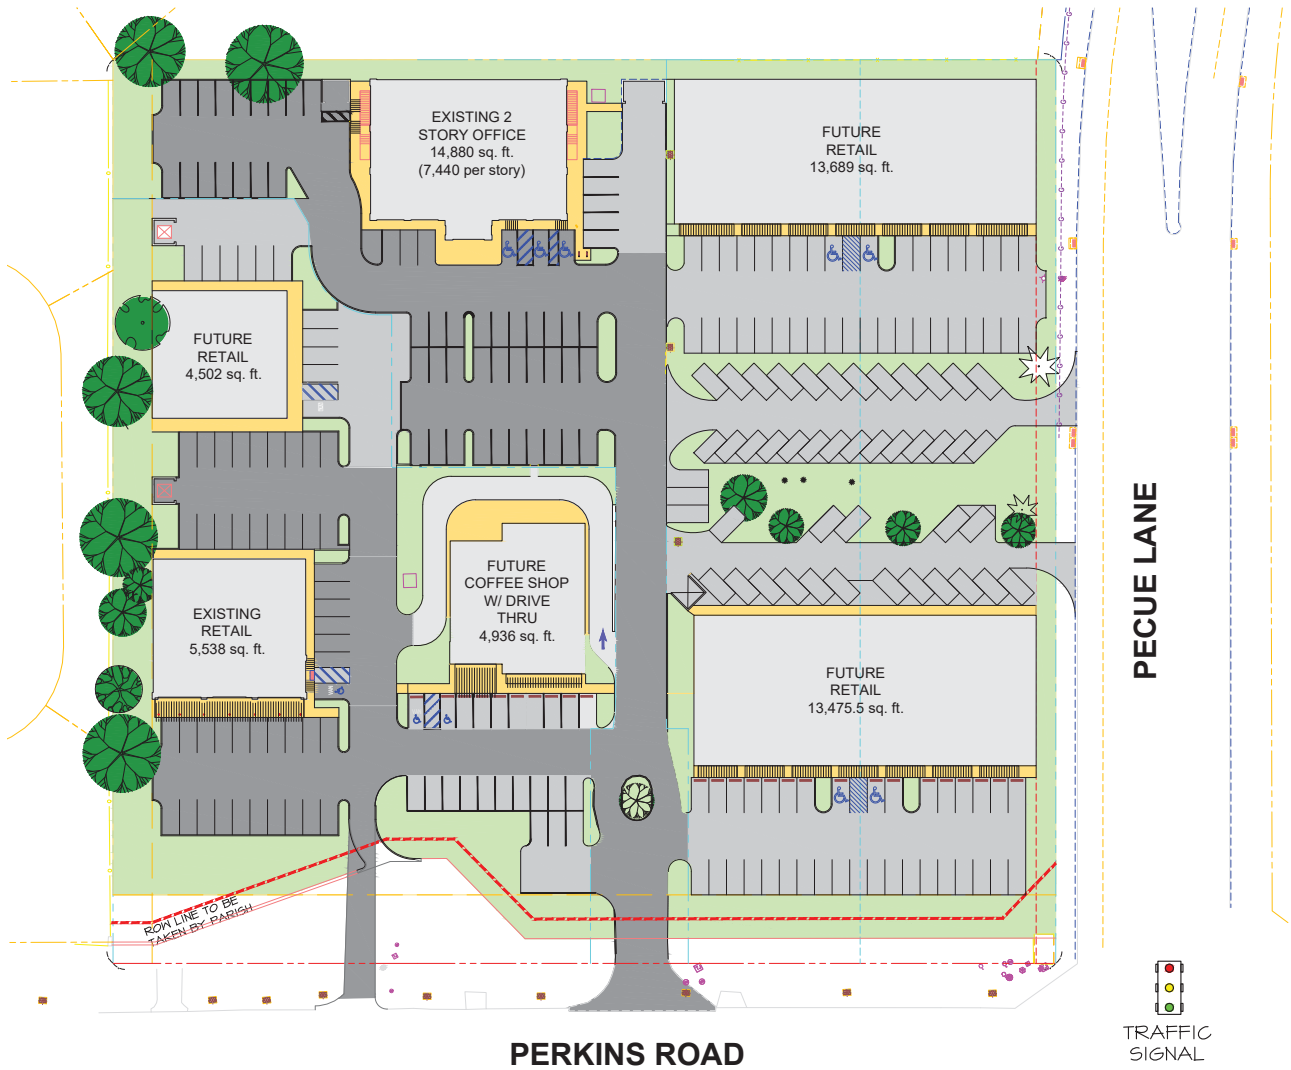 EXISTING 2
STORY OFFICE
14,880 sq. ft.
(7,440 per story)
FUTURE
RETAIL
13,689 sq. ft.
FUTURE
RETAIL
4,502 sq. ft.
EXISTING
RETAIL
5,538 sq. ft.
FUTURE
COFFEE SHOP
W/ DRIVE
THRU
4,936 sq. ft.
FUTURE
RETAIL
13,475.5 sq. ft.
PECUE LANE
ROW LINE TO BE
TAKEN BY PARISH
PERKINS ROAD
TRAFFIC
SIGNAL